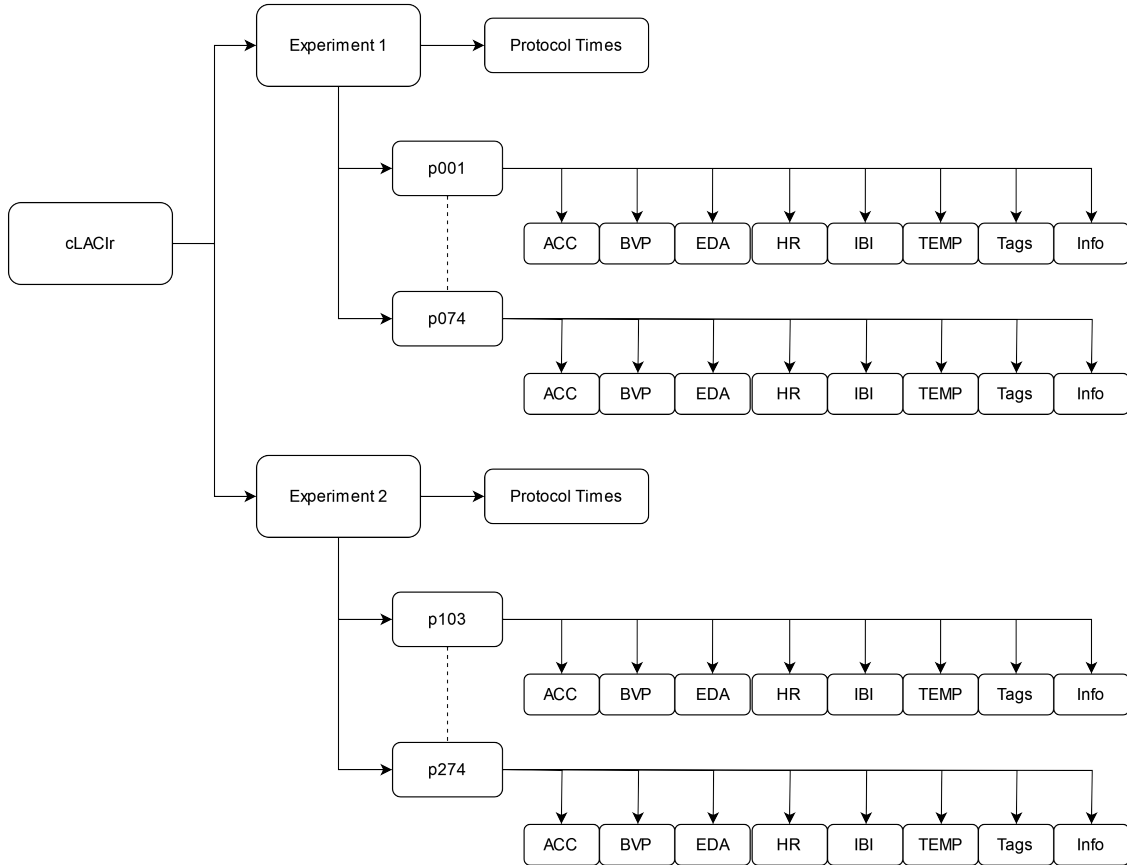 Experiment 1
Protocol Times
p001
cLACIr
ACC BVP EDA HR IBI TEMP Tags Info
p074
ACC BVP EDA HR IBI TEMP Tags Info
Experiment 2
Protocol Times
p103
ACC BVP EDA HR IBI TEMP Tags Info
p274
ACC BVP EDA HR IBI TEMP Tags Info